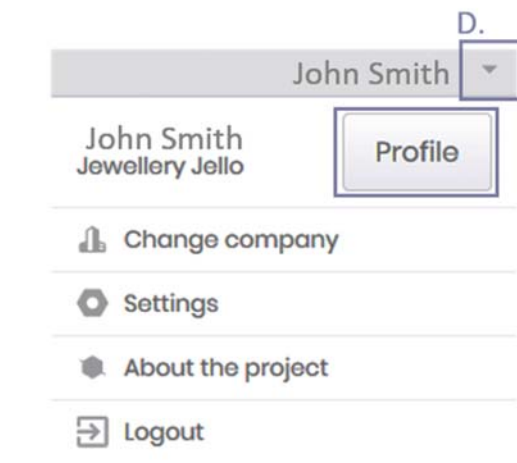 D.
John Smith
John Smith
Profile
Jewellery Jello
Change company
Settings
About the project
Logout